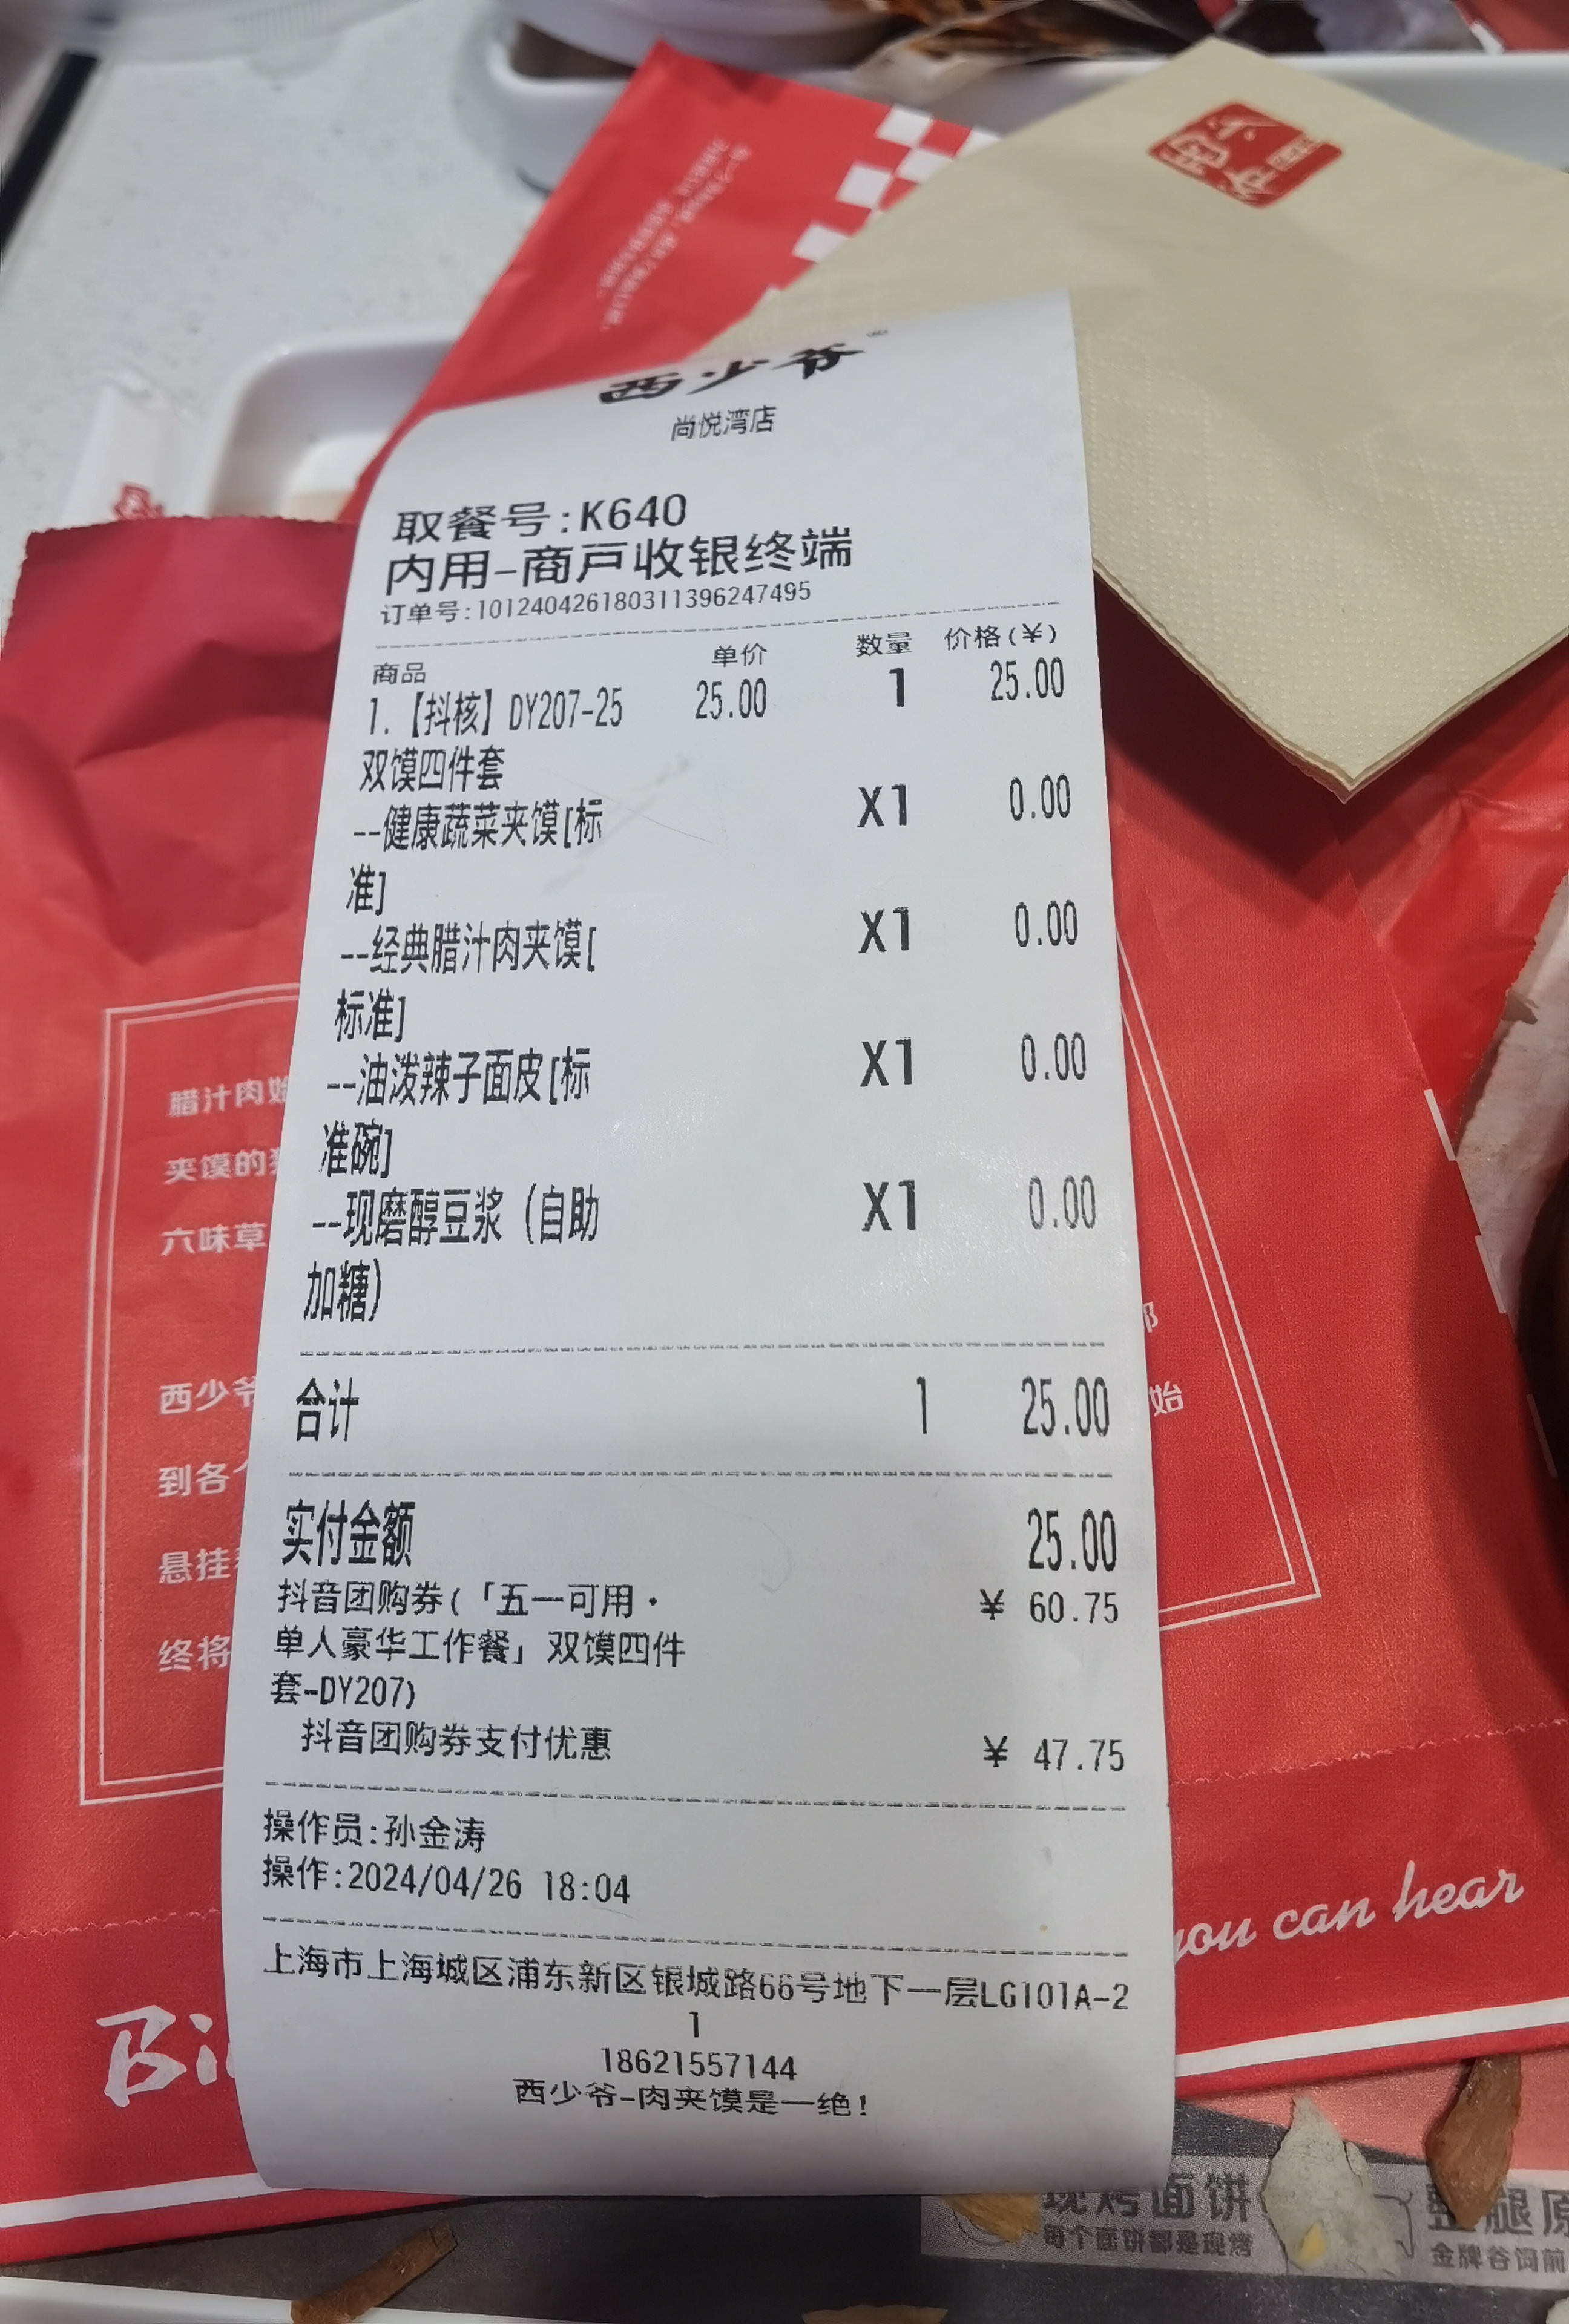 西少爷®
尚悦湾店
取餐号:K640
内用-商戸收银终端
订单号:101240426180311396247495
商品 单价 数量 价格(¥)
1.【抖核】DY207-25 25.00 1 25.00
双馍四件套
--健康蔬菜夹馍[标 X1 0.00
准]
--经典腊汁肉夹馍[ X1 0.00
标准]
--油泼辣子面皮[标 X1 0.00
准碗]
--现磨醇豆浆（自助 X1 0.00
加糖）
合计 1 25.00
实付金额 25.00
抖音团购券(「五一可用· ¥ 60.75
单人豪华工作餐」双馍四件
套-DY207)
抖音团购券支付优惠 ¥ 47.75
操作员:孙金涛
操作:2024/04/26 18:04
上海市上海城区浦东新区银城路66号地下一层LG101A-2
1
18621557144
西少爷-肉夹馍是一绝!
腊汁肉始
夹馍的
六味草
西少爷
到各个
悬挂
终将
始
you can hear
Bi
现烤面饼
每个面饼都是现烤
整腿原
金牌谷饲前